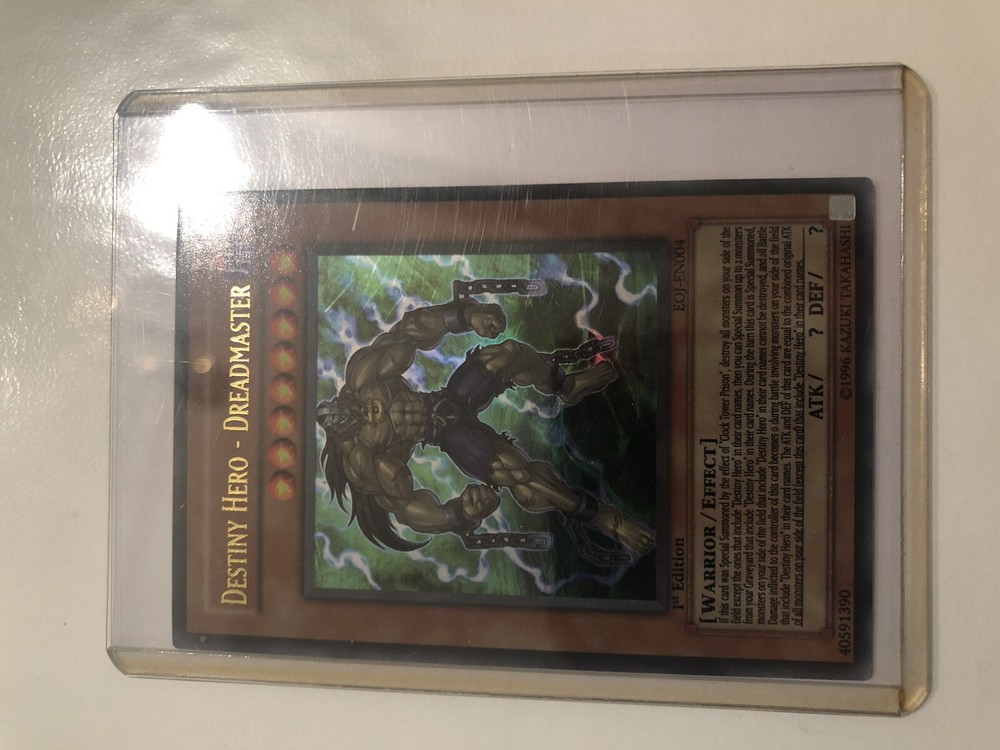 DESTINY HERO - DREADMASTER
EOJ-EN004
1st Edition
[WARRIOR / EFFECT]
If this card was Special Summoned by the effect of "Clock Tower Prison", destroy all monsters on your side of the
field except the ones that include "Destiny Hero" in their card names, then you can Special Summon up to 2 monsters
from your Graveyard that include "Destiny Hero" in their card names. During the turn this card is Special Summoned,
monsters on your side of the field that include "Destiny Hero" in their card names cannot be destroyed, and all Battle
Damage inflicted to the controller of this card becomes 0 during battle involving monsters on your side of the field
that include "Destiny Hero" in their card names. The ATK and DEF of this card are equal to the combined original ATK
of all monsters on your side of the field (except this card) that include "Destiny Hero" in their card names.
ATK / ? DEF / ?
40591390 ©1996 KAZUKI TAKAHASHI